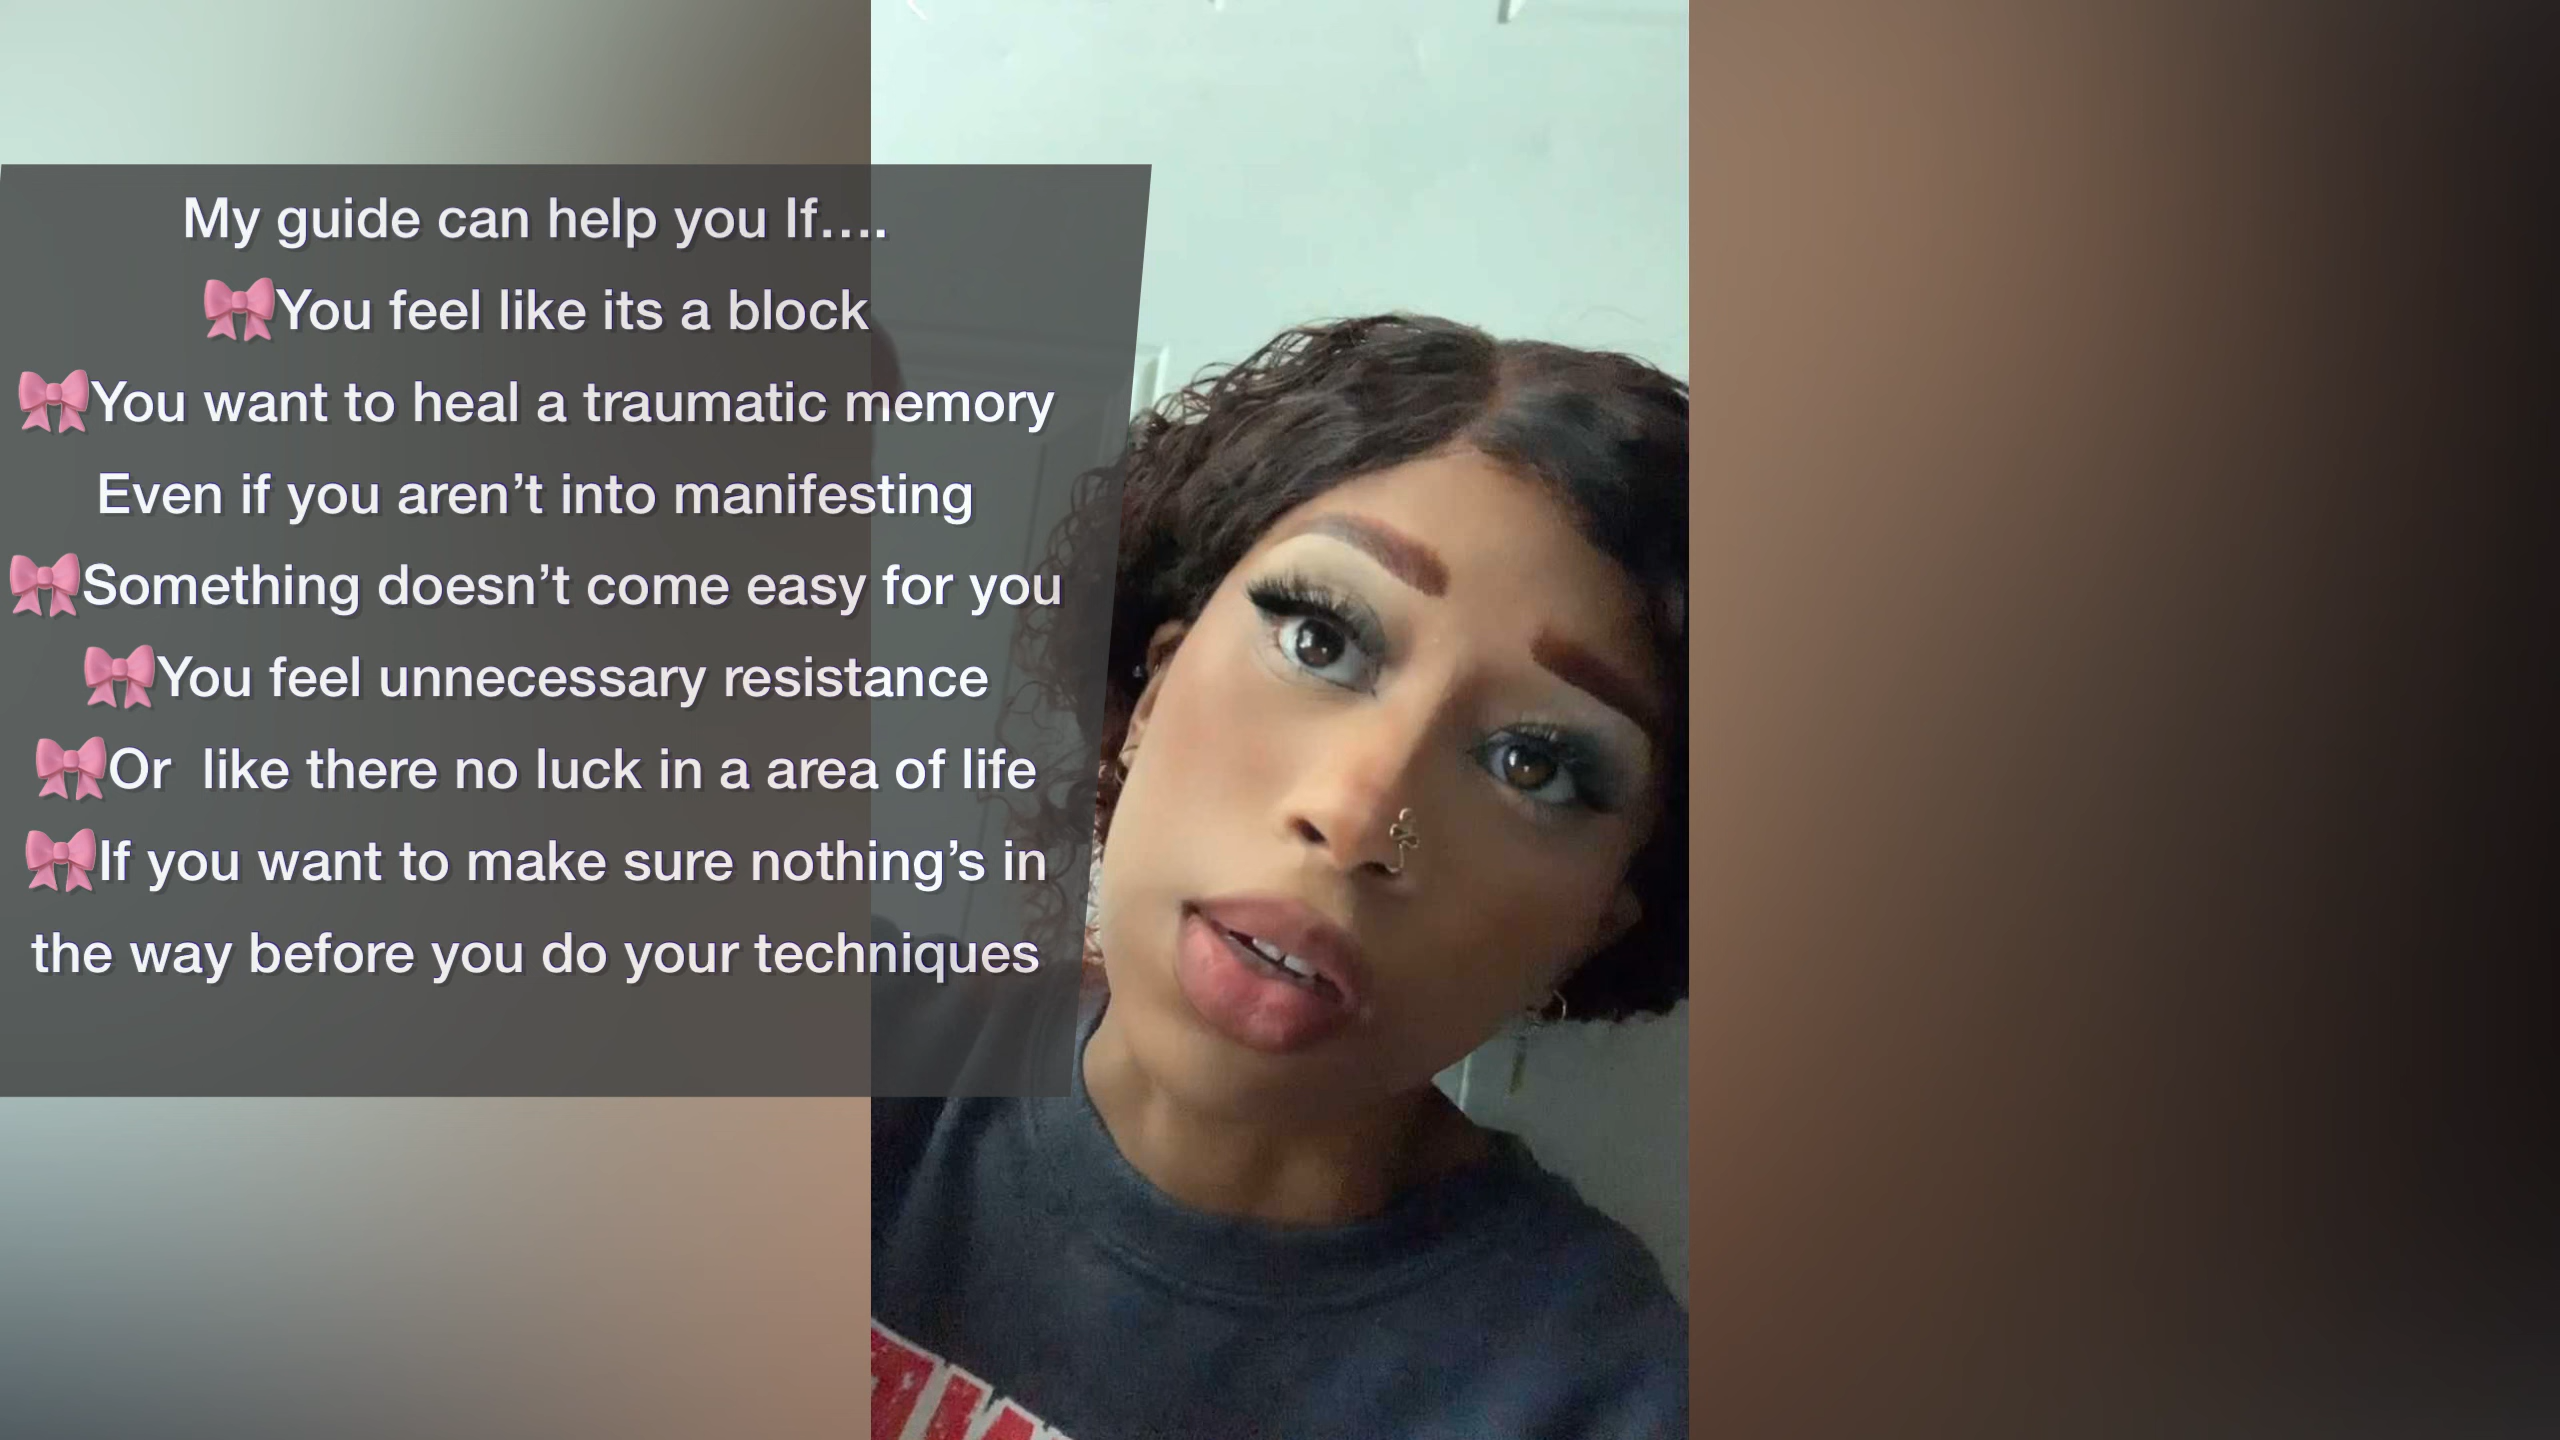 My guide can help you If....
🎀You feel like its a block
🎀You want to heal a traumatic memory
Even if you aren’t into manifesting
🎀Something doesn’t come easy for you
🎀You feel unnecessary resistance
🎀Or  like there no luck in a area of life
🎀If you want to make sure nothing’s in
the way before you do your techniques